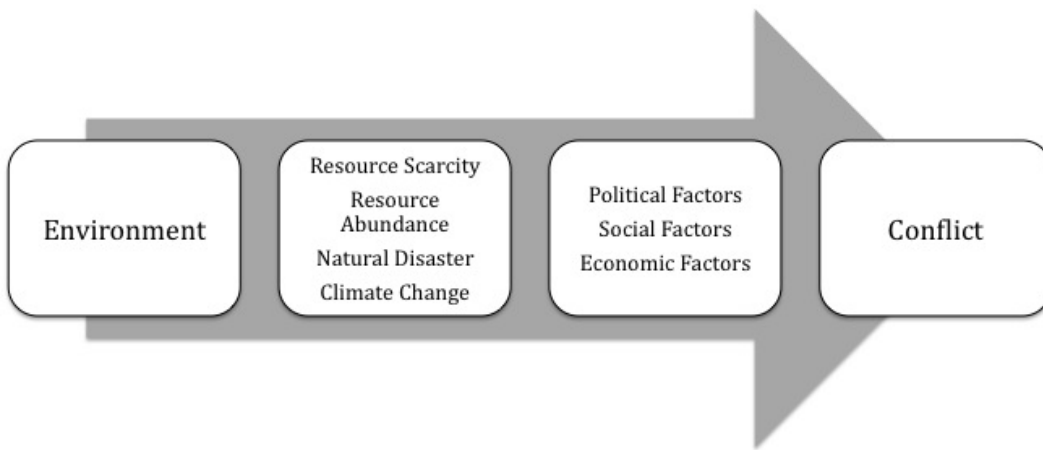 Environment
Resource Scarcity
Resource
Abundance
Natural Disaster
Climate Change
Political Factors
Social Factors
Economic Factors
Conflict